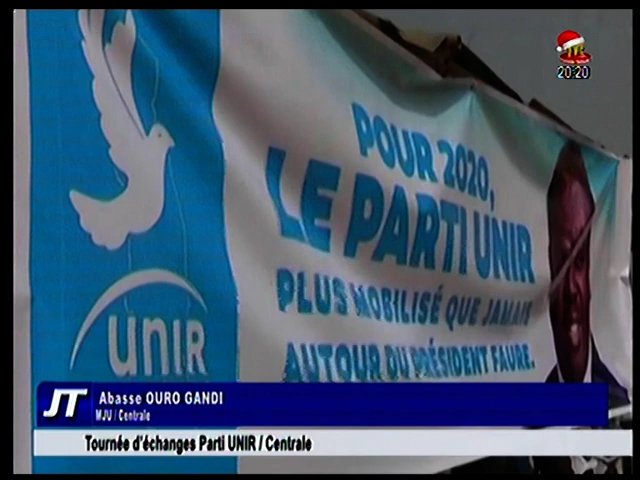 20:20
POUR 2020,
LE PARTI UNIR
PLUS MOBILISÉ QUE JAMAIS
AUTOUR DU PRÉSIDENT FAURE.
UNIR
JT
Abasse OURO GANDI
MJU / Centrale
Tournée d'échanges Parti UNIR / Centrale